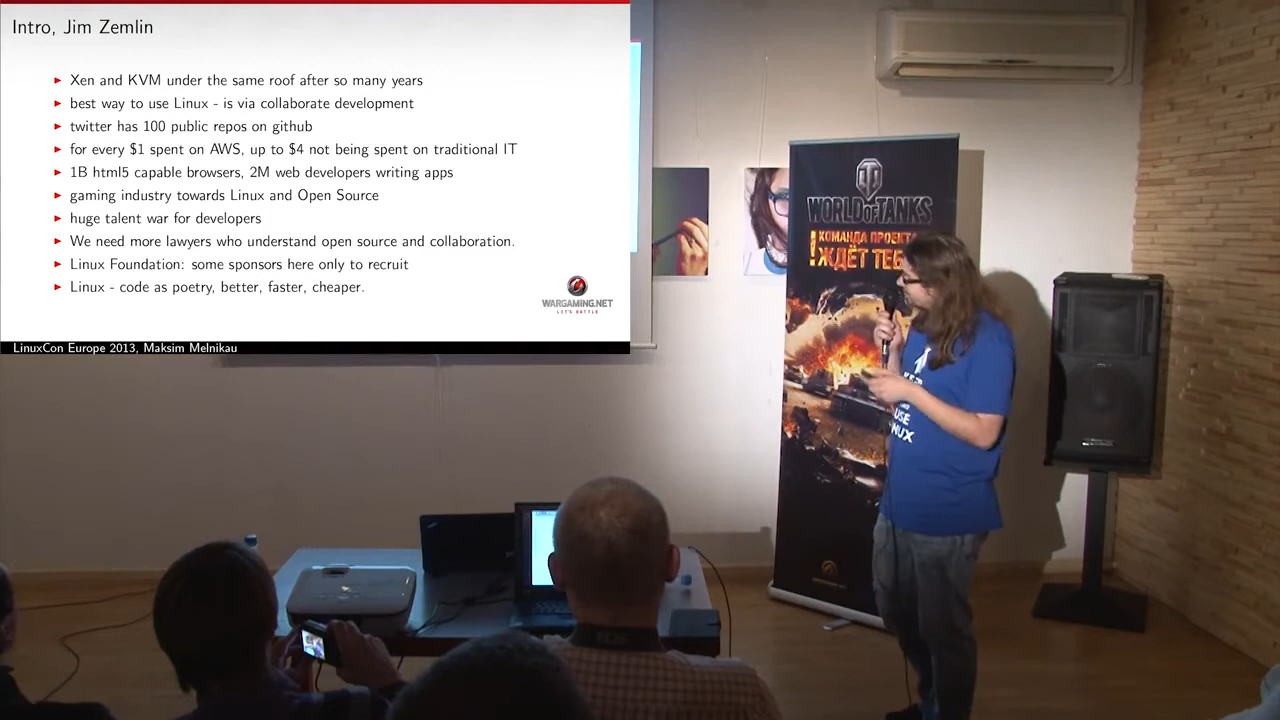 Intro, Jim Zemlin
Xen and KVM under the same roof after so many years
best way to use Linux - is via collaborate development
twitter has 100 public repos on github
for every $1 spent on AWS, up to $4 not being spent on traditional IT
1B html5 capable browsers, 2M web developers writing apps
gaming industry towards Linux and Open Source
huge talent war for developers
We need more lawyers who understand open source and collaboration.
Linux Foundation: some sponsors here only to recruit
Linux - code as poetry, better, faster, cheaper.
WARGAMING.NET
LET'S BATTLE
LinuxCon Europe 2013, Maksim Melnikau
WORLD OF TANKS
! КОМАНДА ПРОЕКТА
ЖДЁТ ТЕБ
USE